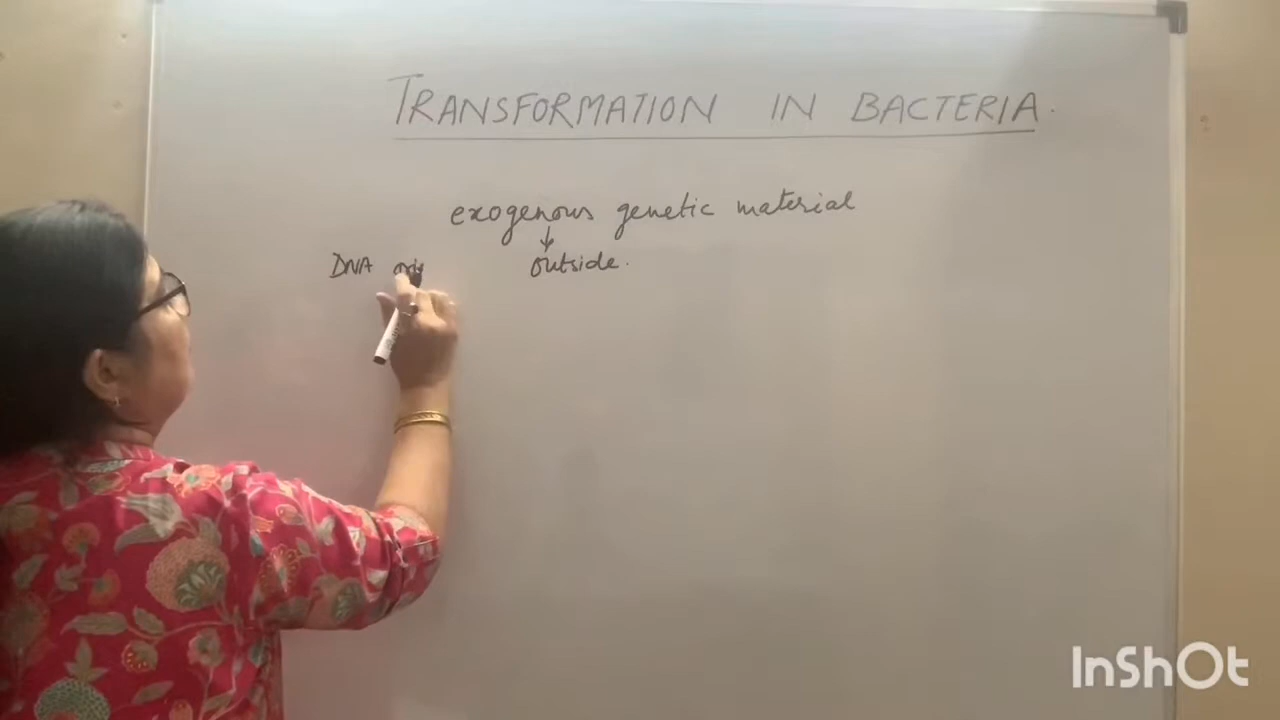 TRANSFORMATION IN BACTERIA.
exogenous genetic material
↓
DNA outside.
InShOt